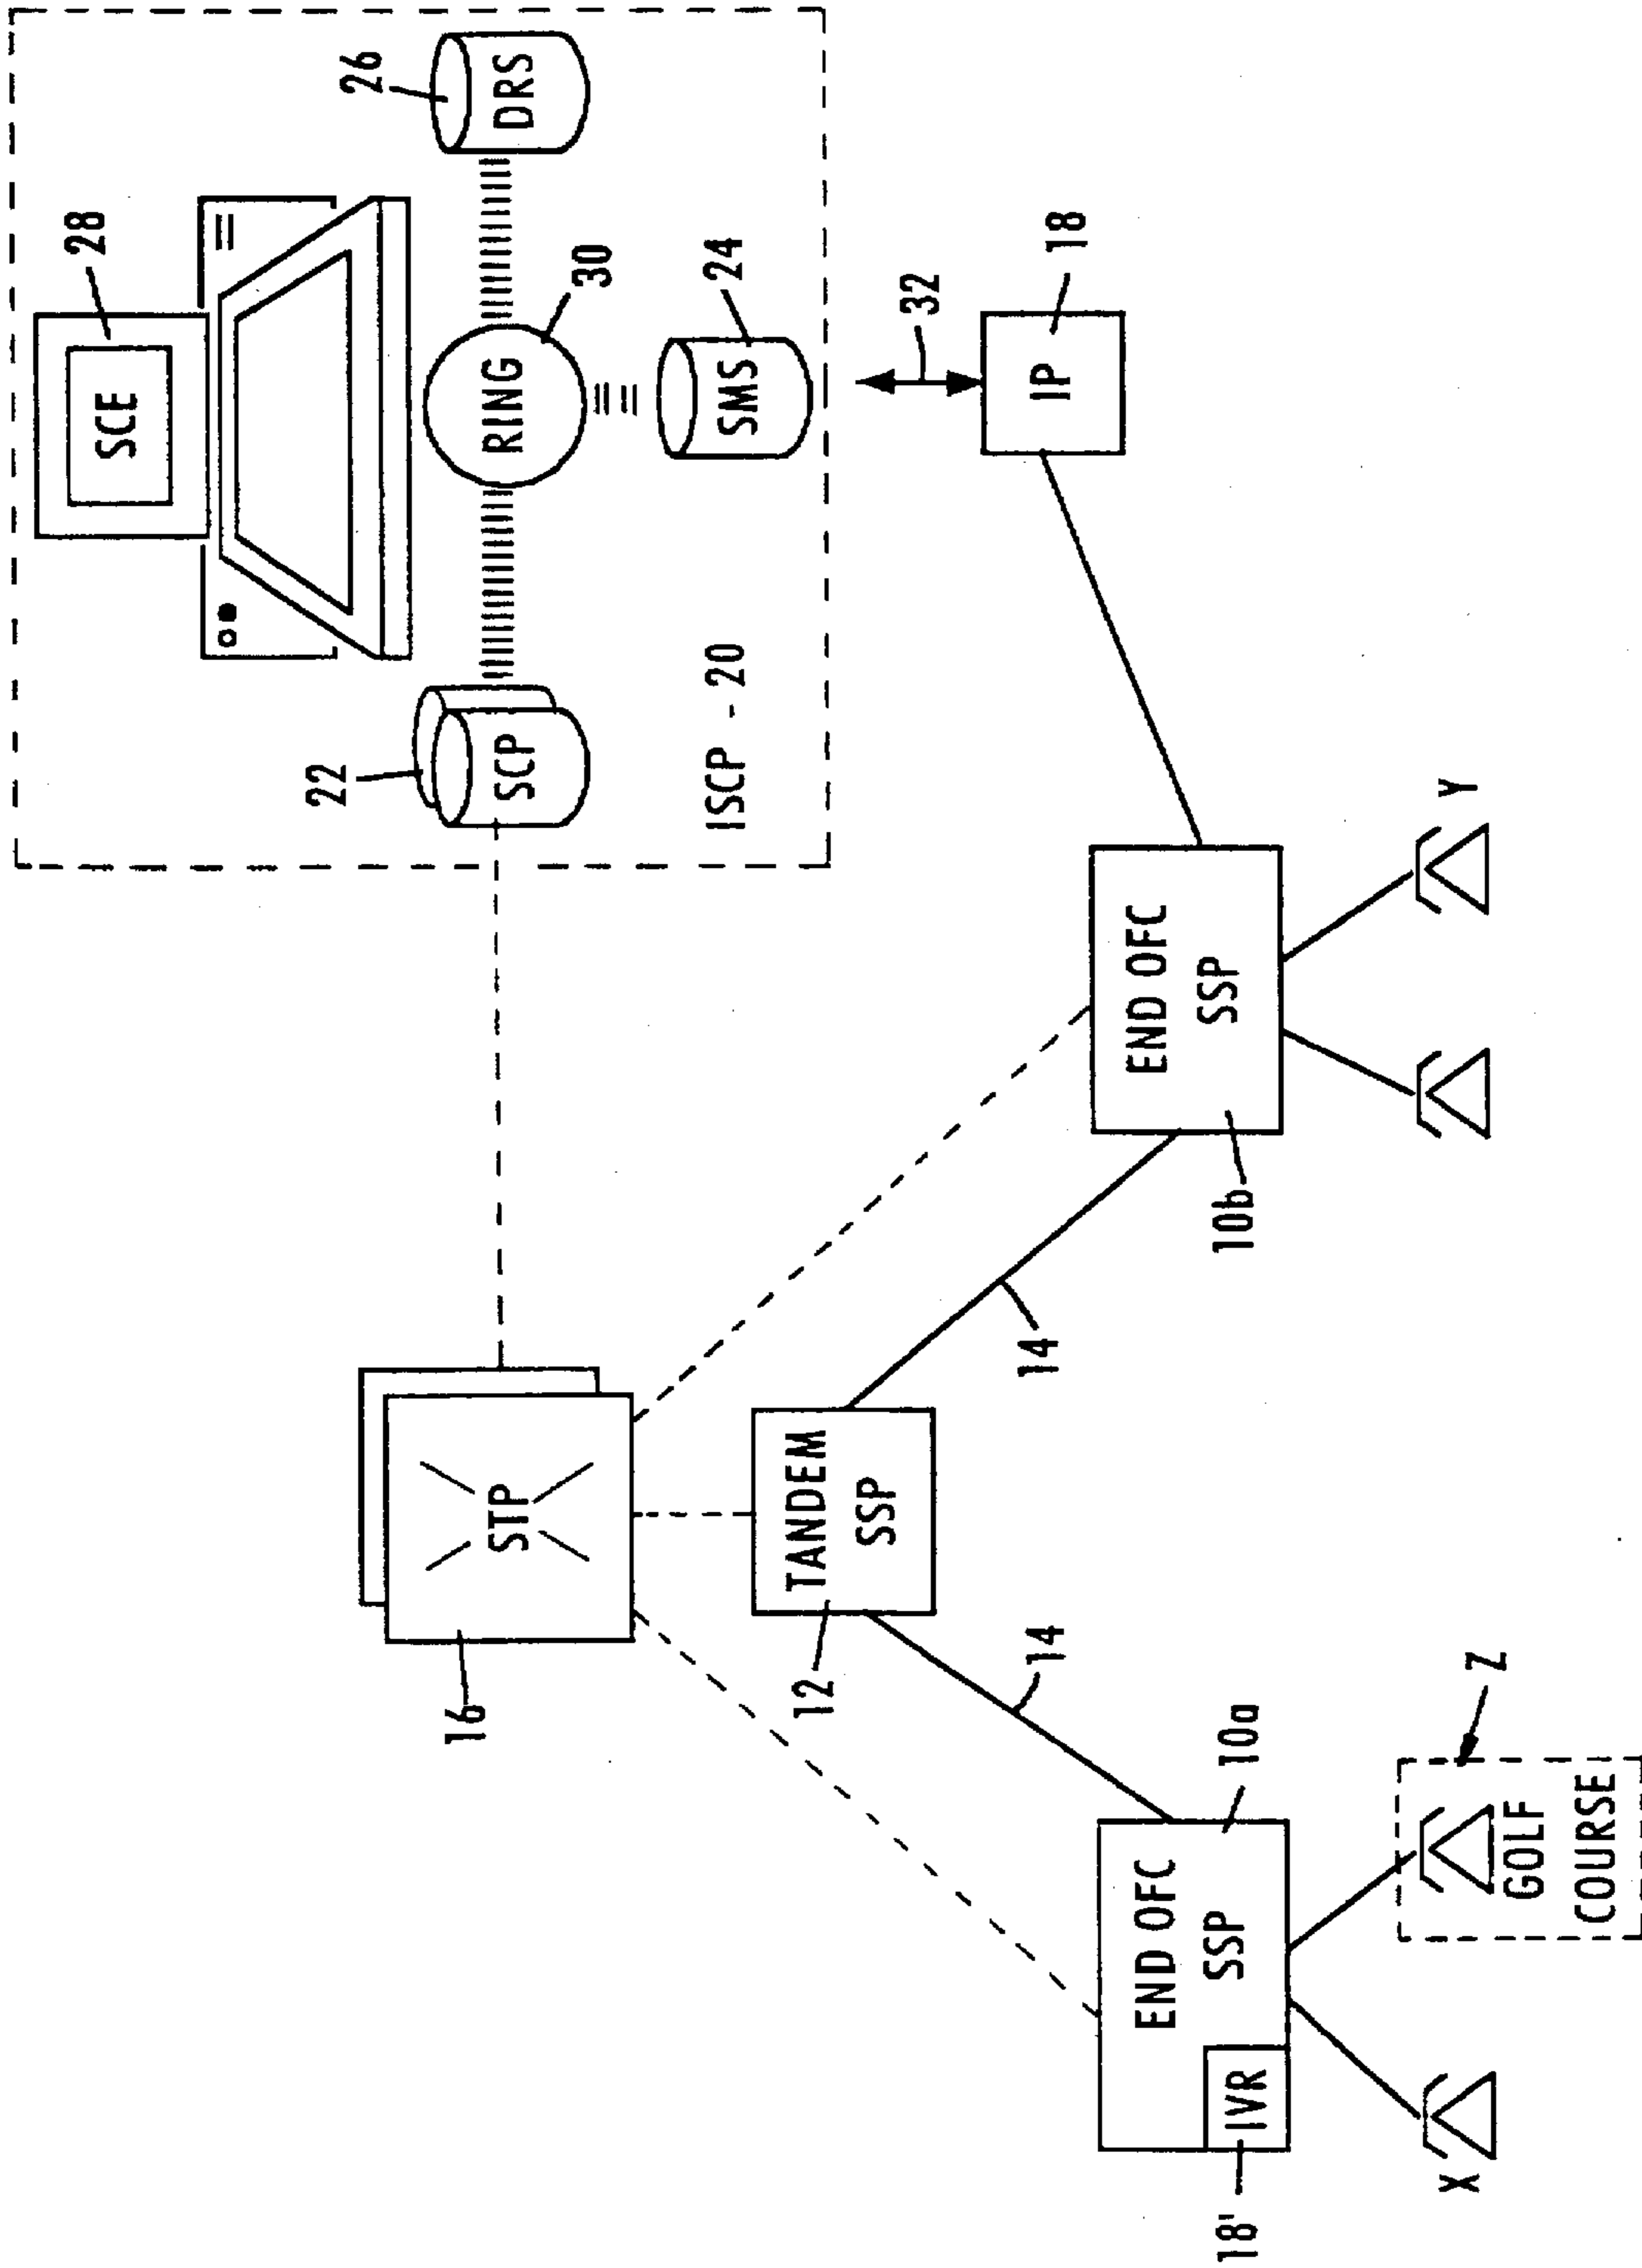 28
SCE
26
DRS
22
SCP
RING
30
SMS
24
ISCP - 20
32
18
IP
16
STP
12
TANDEM
SSP
14
14
END OFC
SSP
10b
Y
END OFC
SSP
10a
IVR
18'
X
Z
GOLF
COURSE